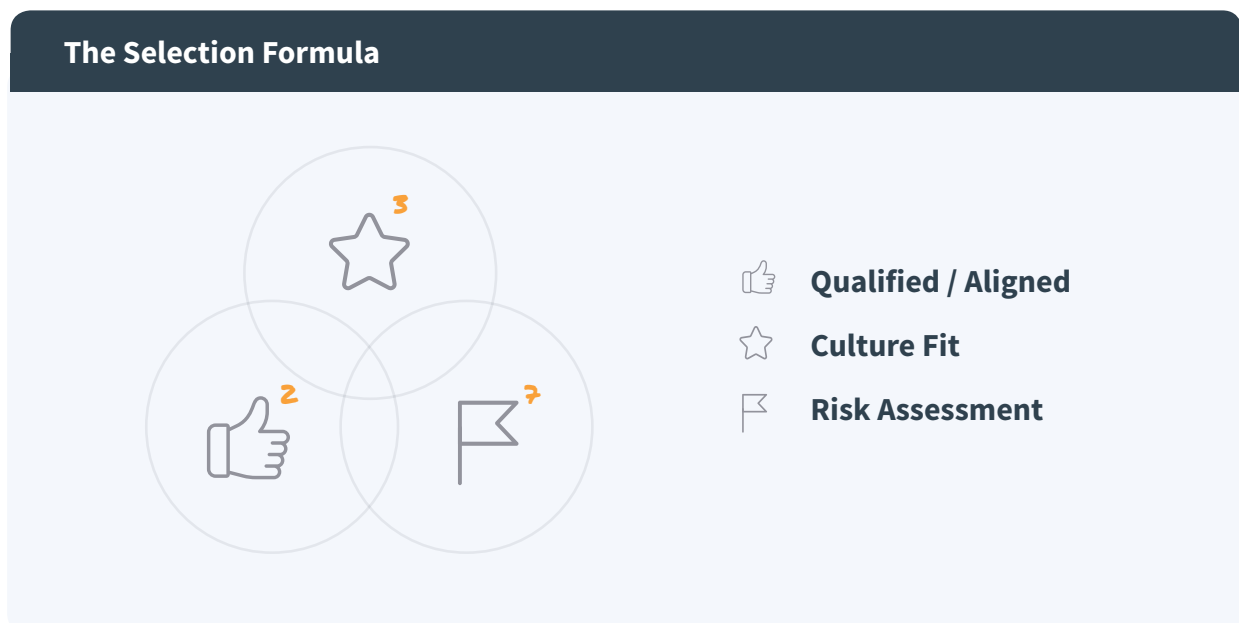 The Selection Formula
3
2
7
Qualified / Aligned
Culture Fit
Risk Assessment